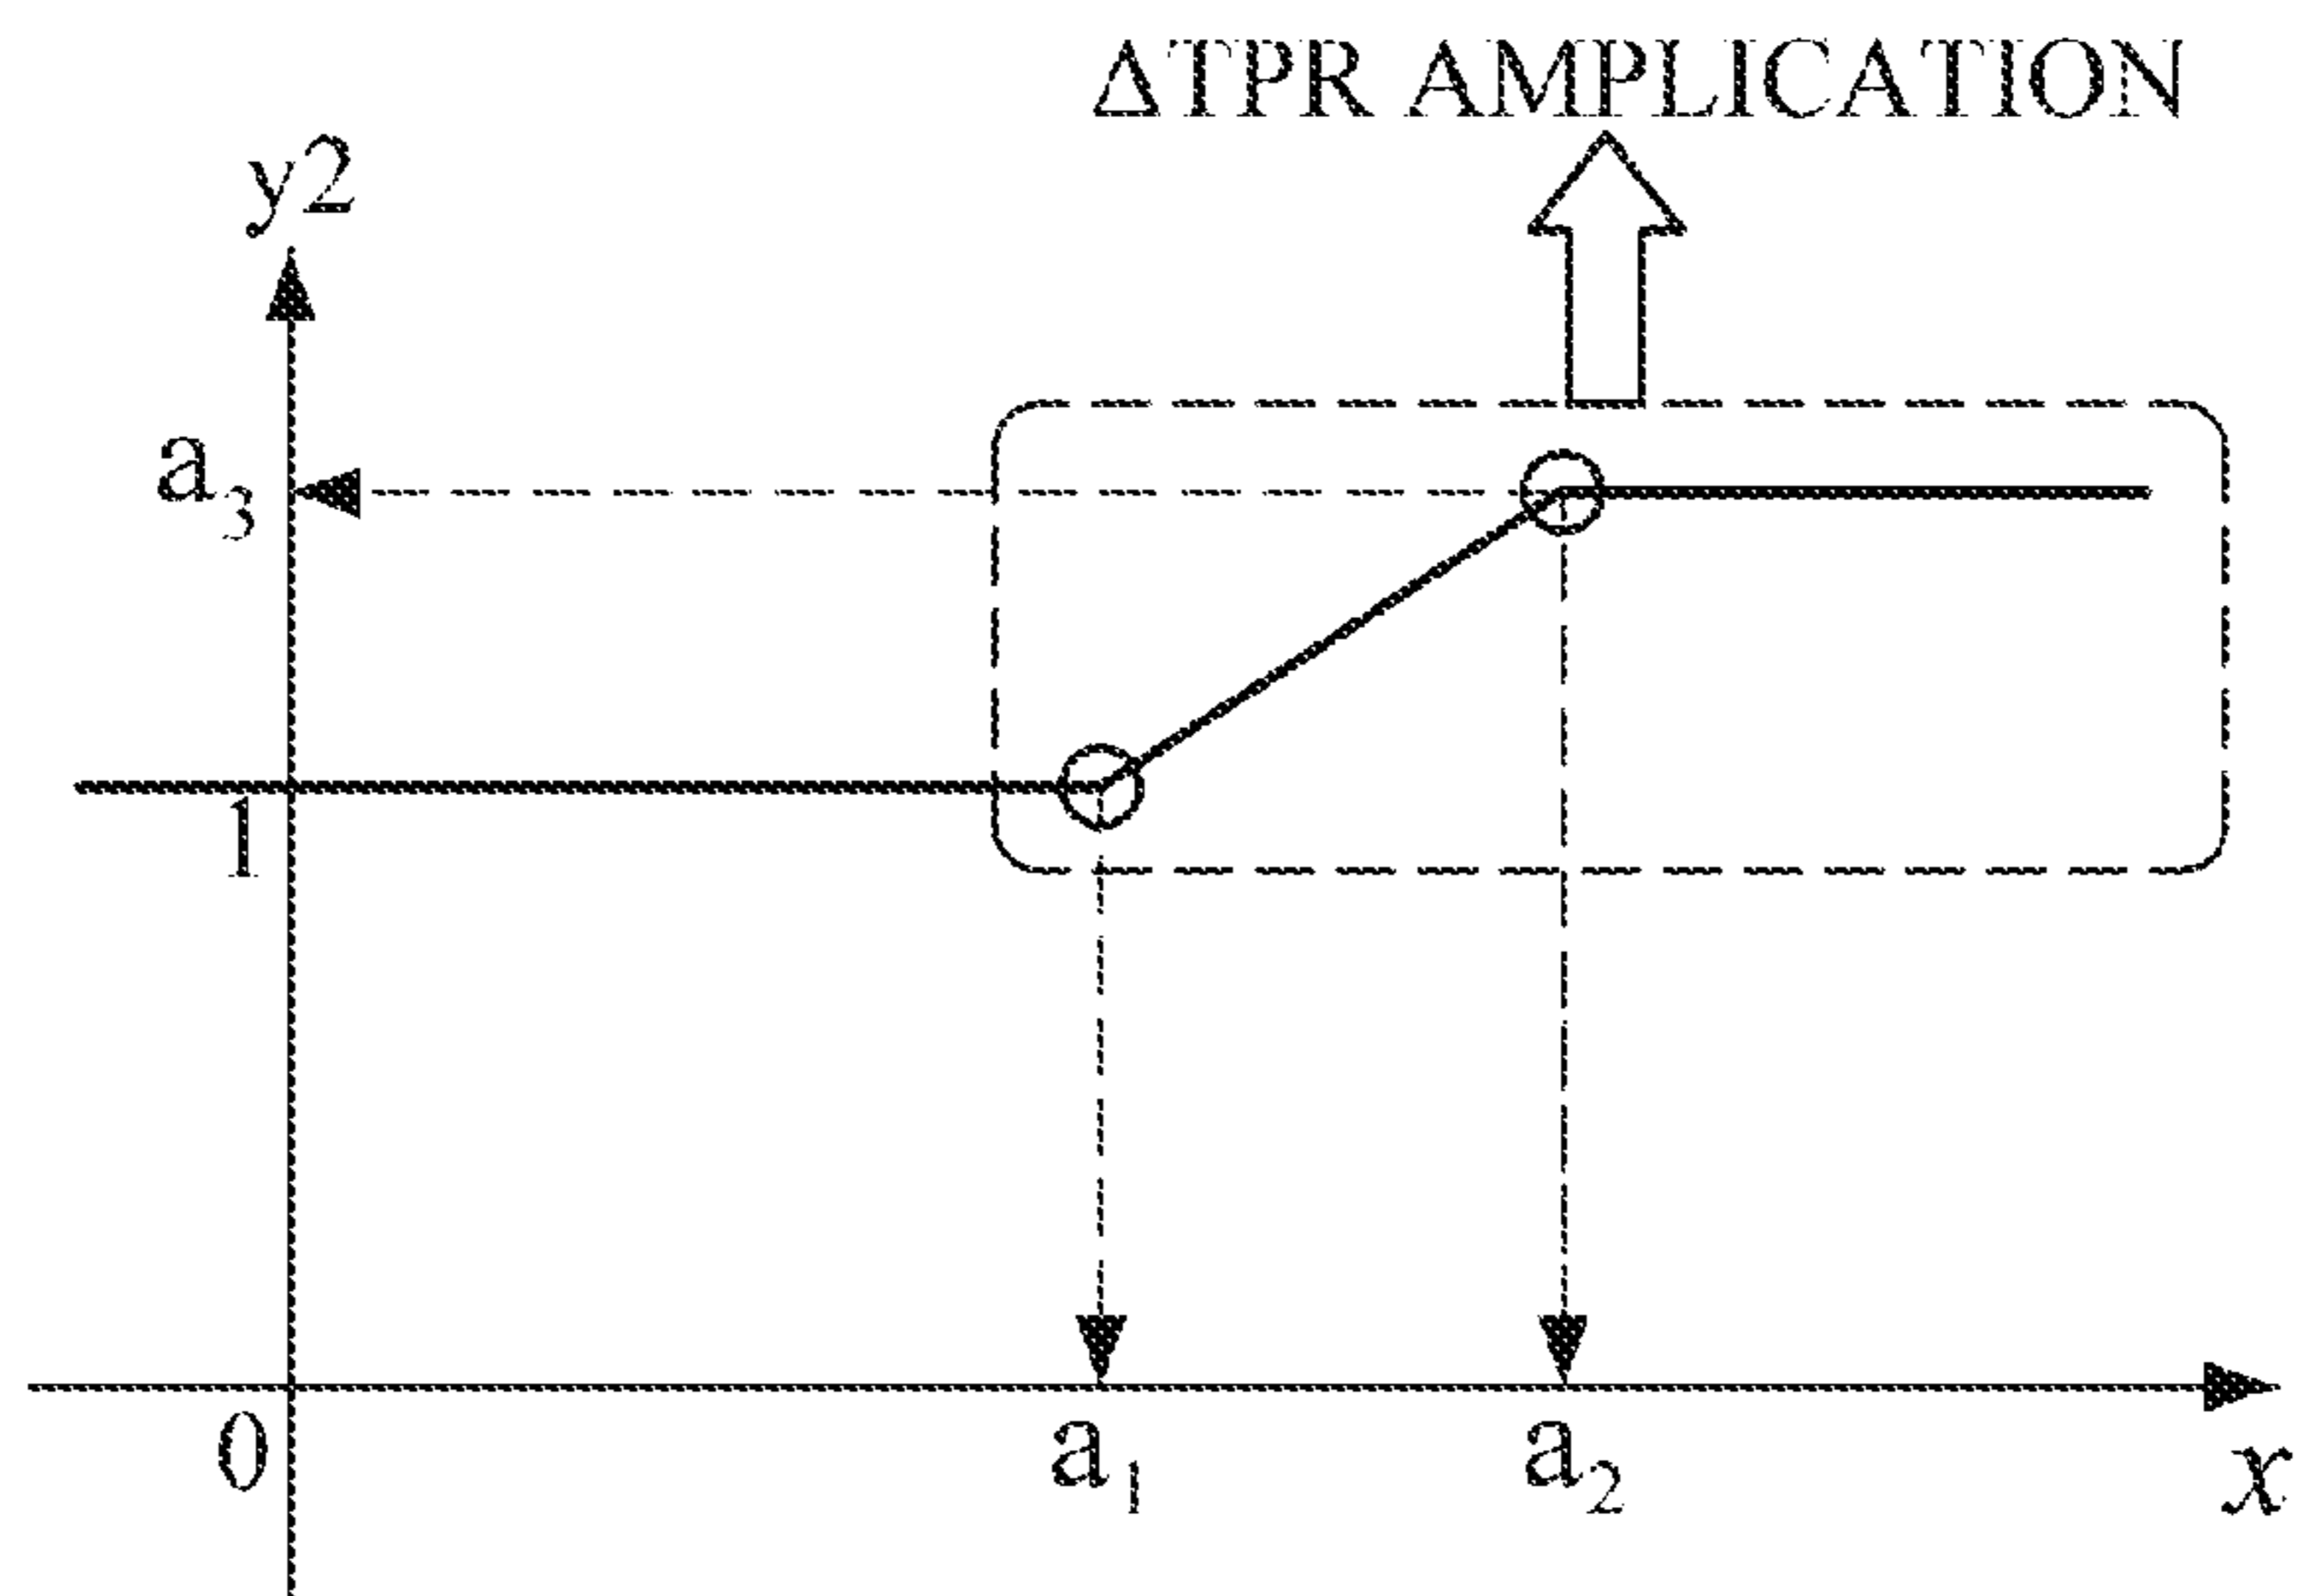 ΔTPR AMPLICATION
y2
a₃
1
0
a₁
a₂
x